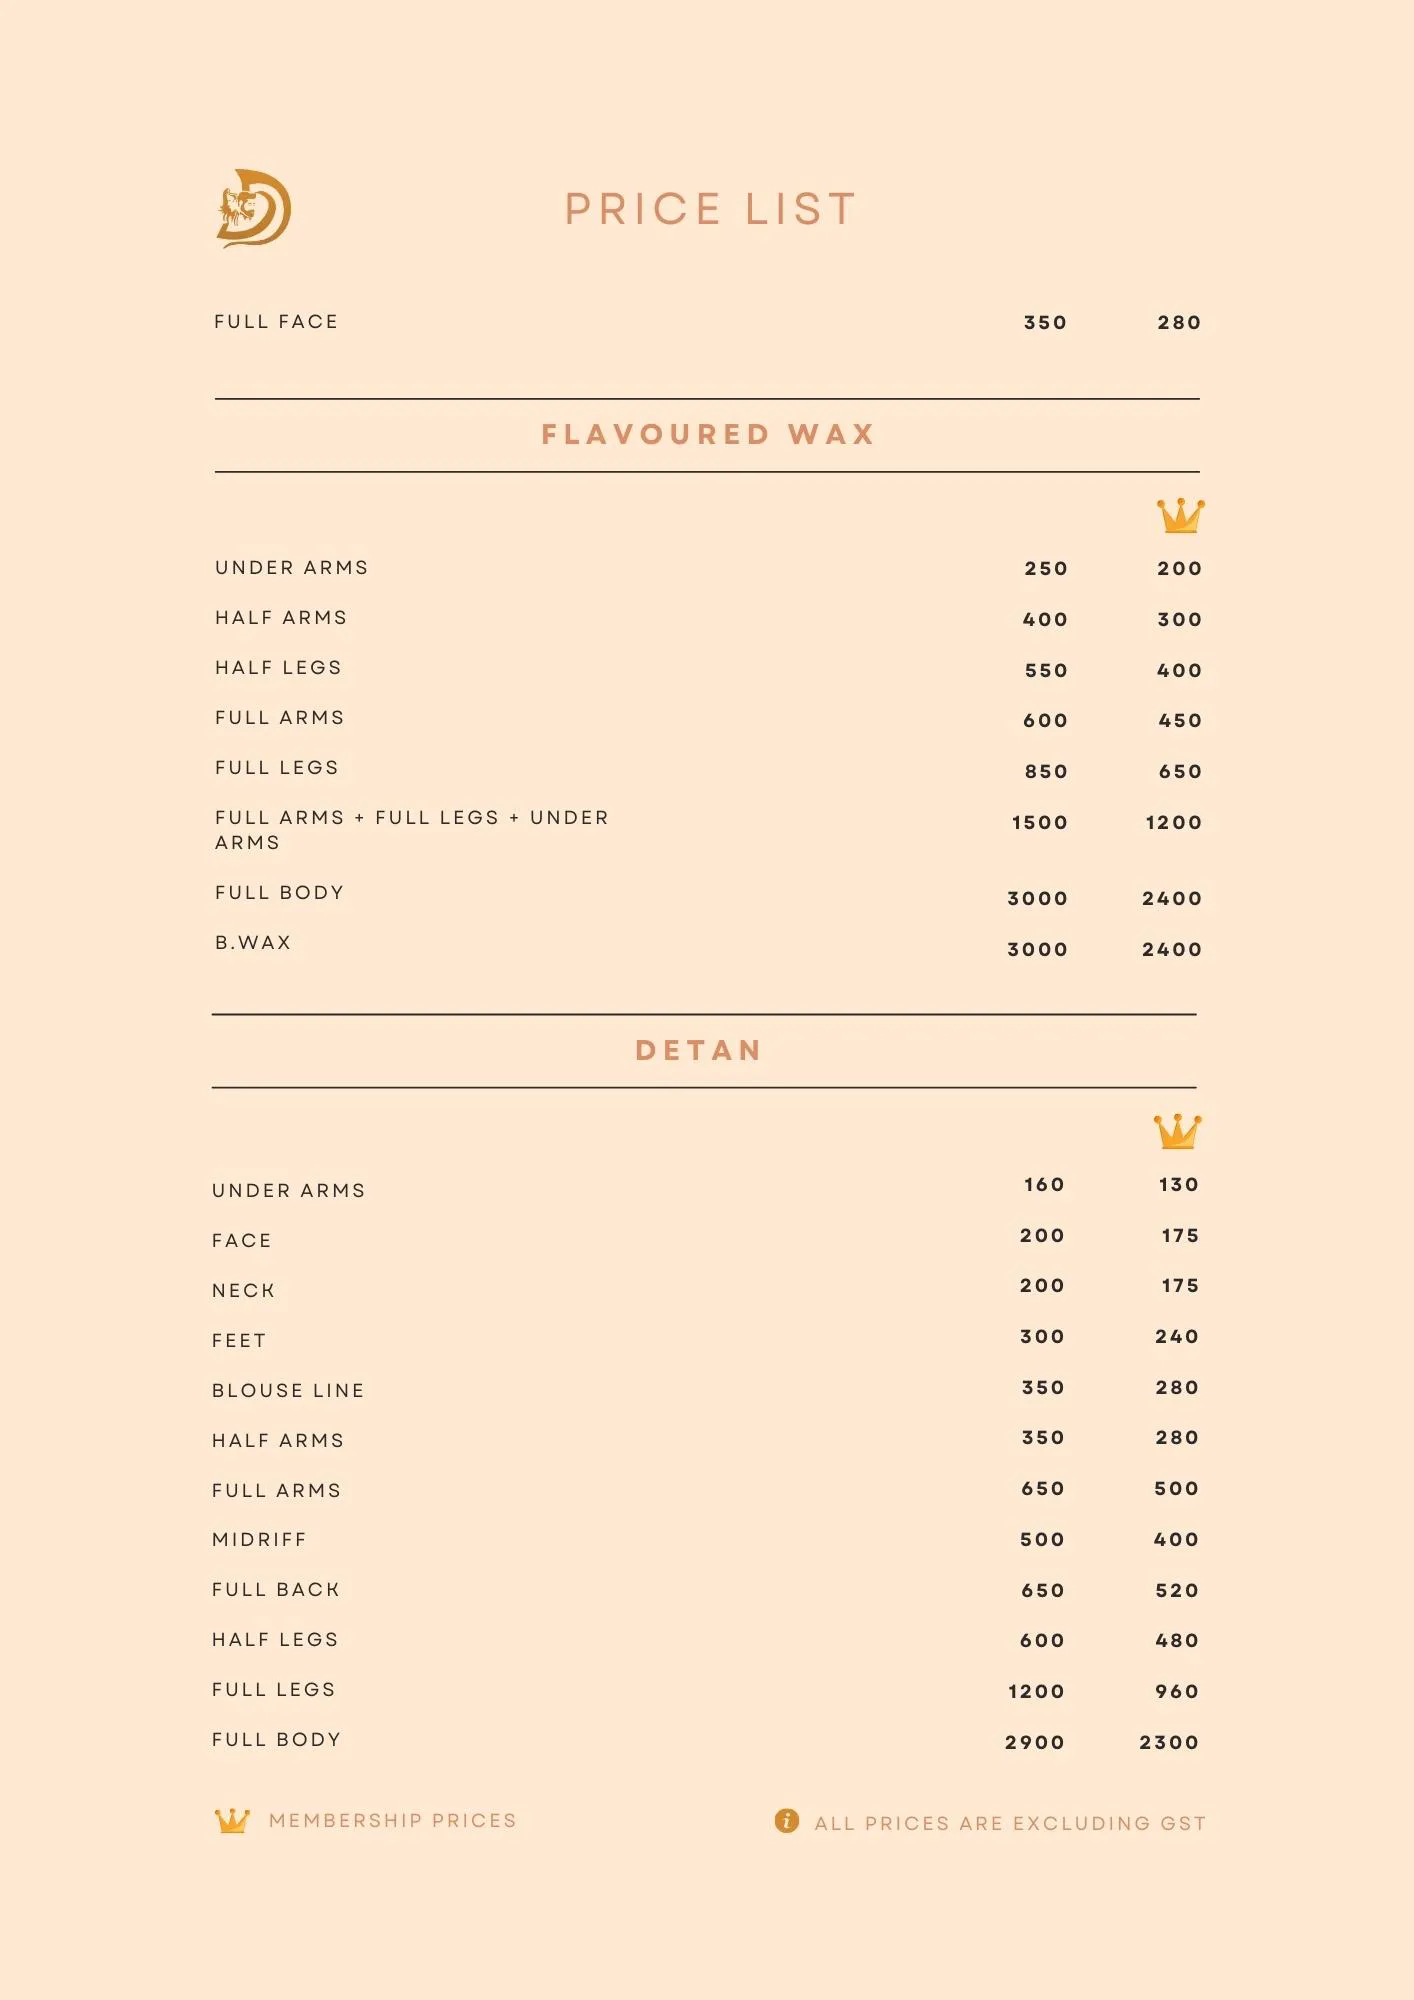 PRICE LIST
FULL FACE 350 280
FLAVOURED WAX
UNDER ARMS 250 200
HALF ARMS 400 300
HALF LEGS 550 400
FULL ARMS 600 450
FULL LEGS 850 650
FULL ARMS + FULL LEGS + UNDER 1500 1200
ARMS
FULL BODY 3000 2400
B.WAX 3000 2400
DETAN
UNDER ARMS 160 130
FACE 200 175
NECK 200 175
FEET 300 240
BLOUSE LINE 350 280
HALF ARMS 350 280
FULL ARMS 650 500
MIDRIFF 500 400
FULL BACK 650 520
HALF LEGS 600 480
FULL LEGS 1200 960
FULL BODY 2900 2300
MEMBERSHIP PRICES i ALL PRICES ARE EXCLUDING GST